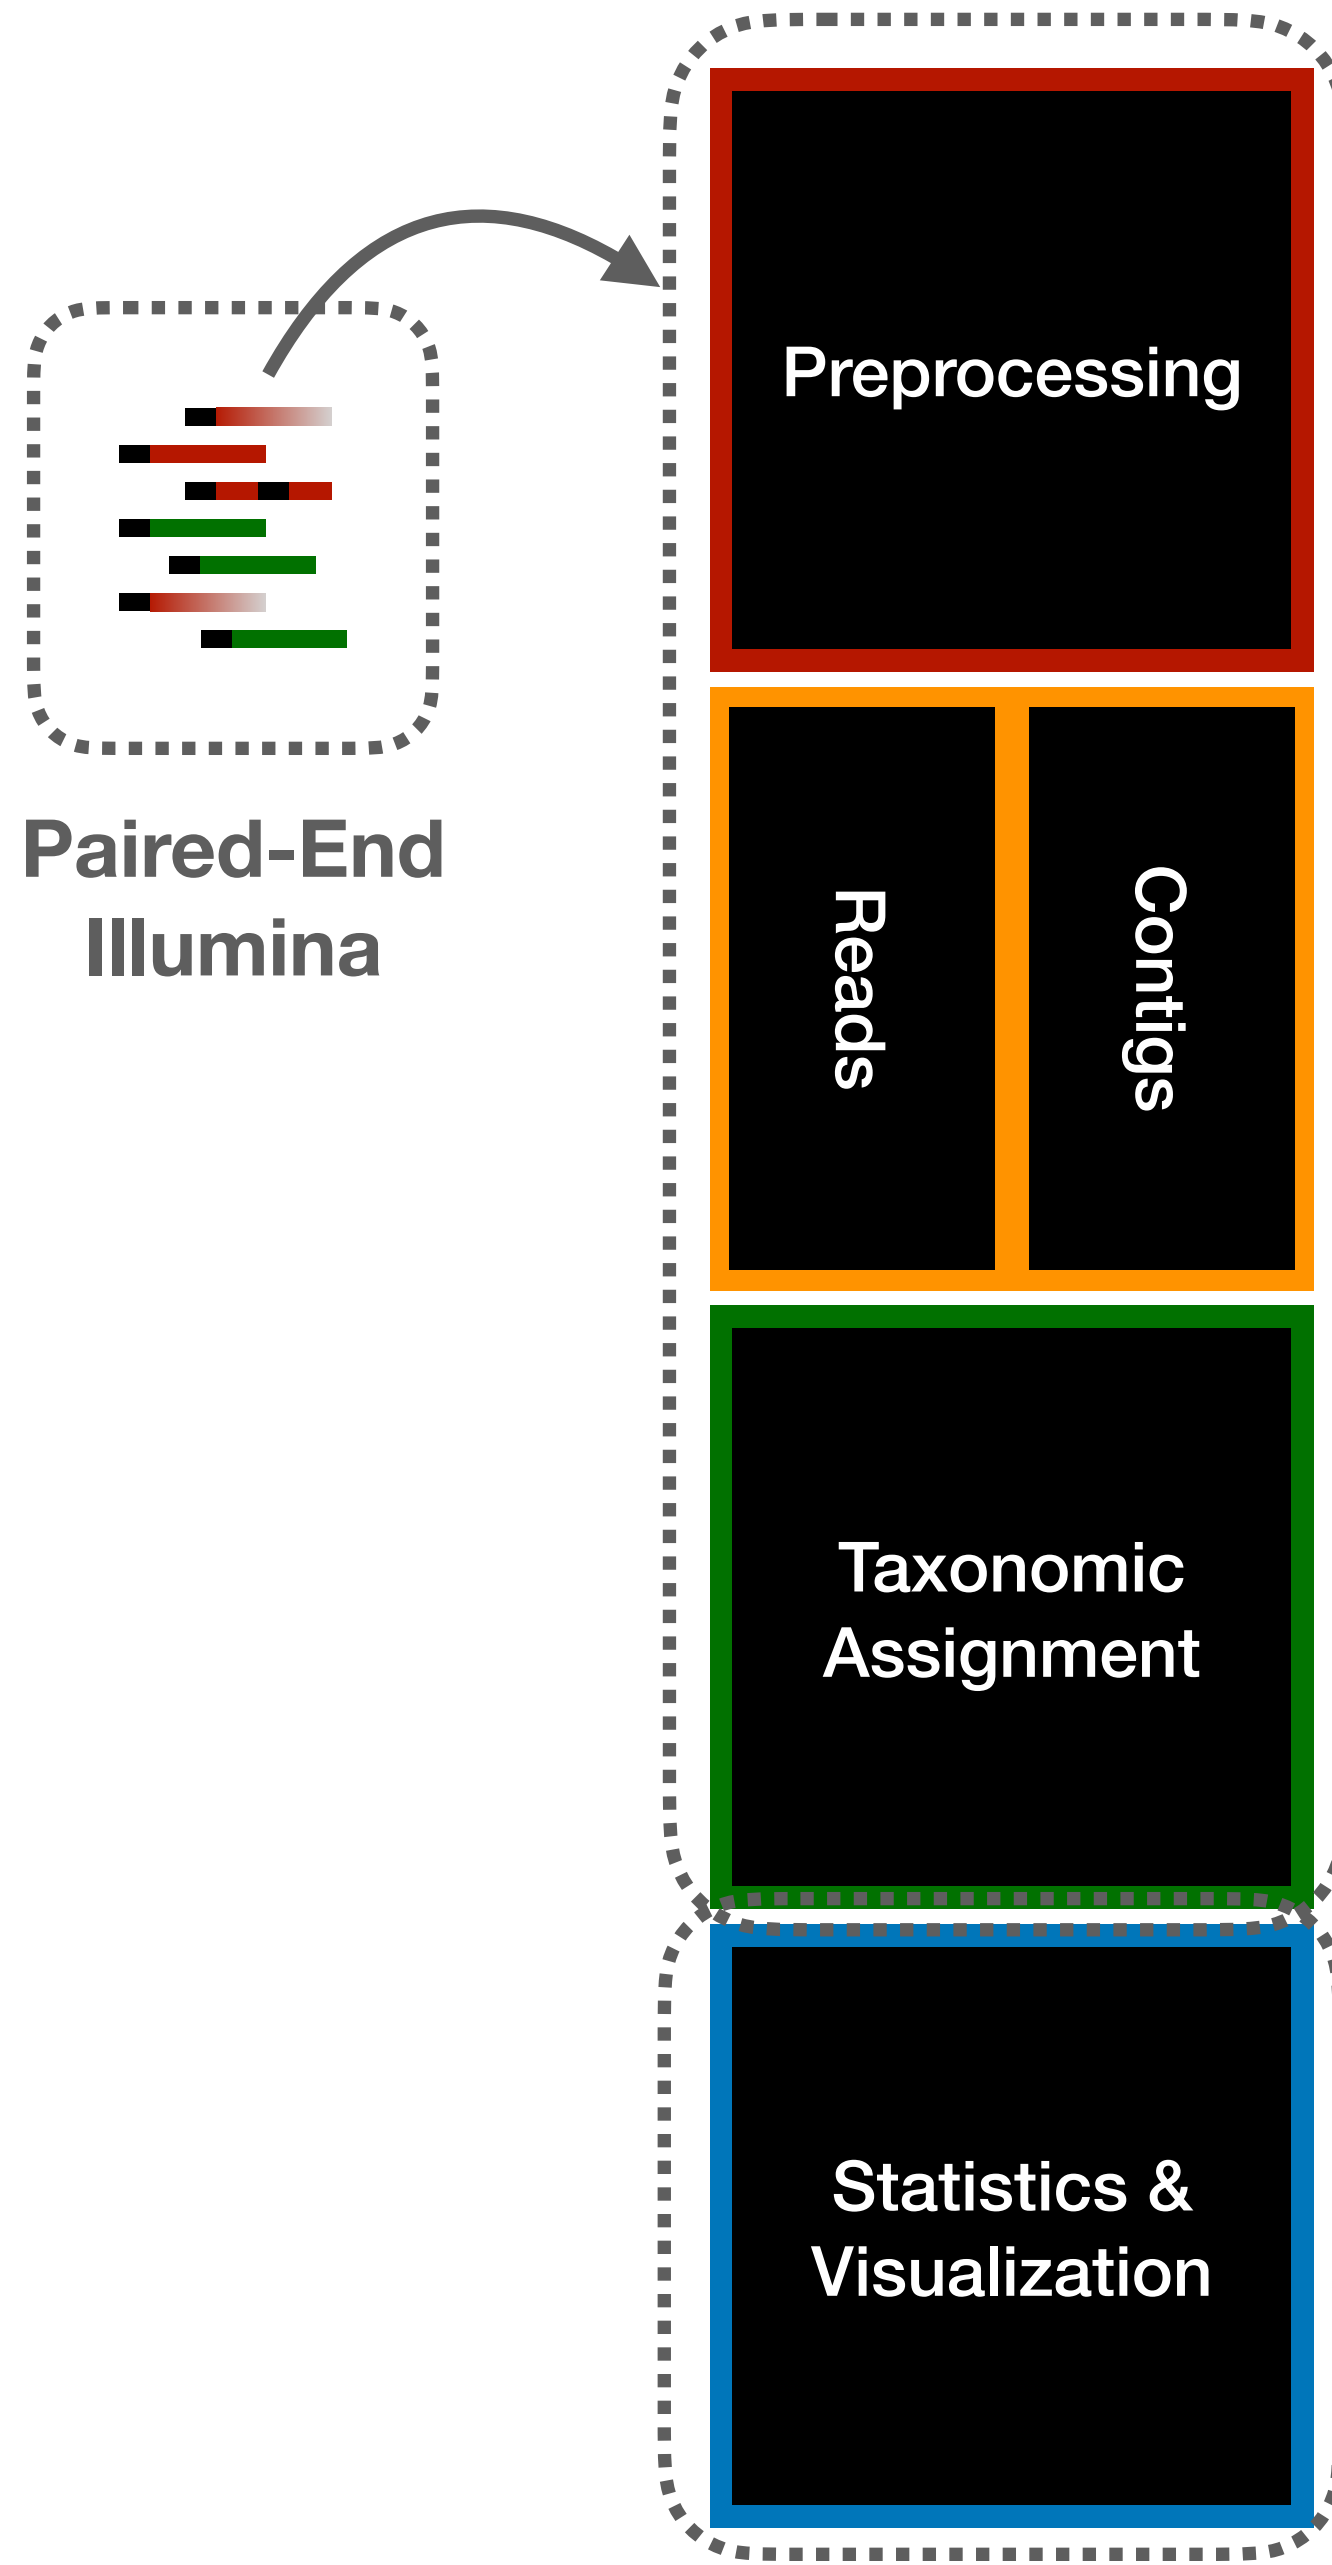 Preprocessing
Paired-End
Illumina
Reads
Contigs
Taxonomic
Assignment
Statistics &
Visualization